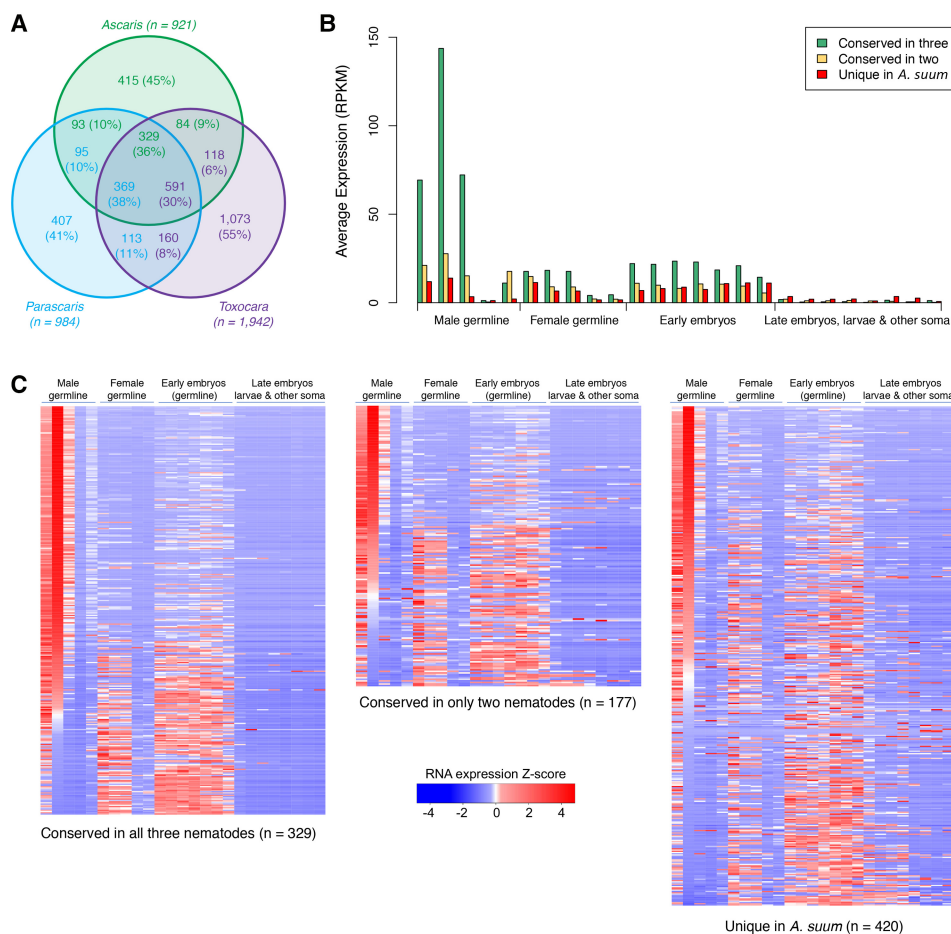 A
Ascaris (n = 921)
415 (45%)
93 (10%)
84 (9%)
329
(36%)
95
(10%)
118
(6%)
369
(38%)
591
(30%)
407
(41%)
1,073
(55%)
113
(11%)
160
(8%)
Parascaris
(n = 984)
Toxocara
(n = 1,942)
B
Average Expression (RPKM)
150
100
50
0
Conserved in three
Conserved in two
Unique in A. suum
Male germline
Female germline
Early embryos
Late embryos, larvae & other soma
C
Male
germline
Female
germline
Early embryos
(germline)
Late embryos
larvae & other soma
Conserved in all three nematodes (n = 329)
Male
germline
Female
germline
Early embryos
(germline)
Late embryos
larvae & other soma
Conserved in only two nematodes (n = 177)
RNA expression Z-score
-4 -2 0 2 4
Male
germline
Female
germline
Early embryos
(germline)
Late embryos
larvae & other soma
Unique in A. suum (n = 420)